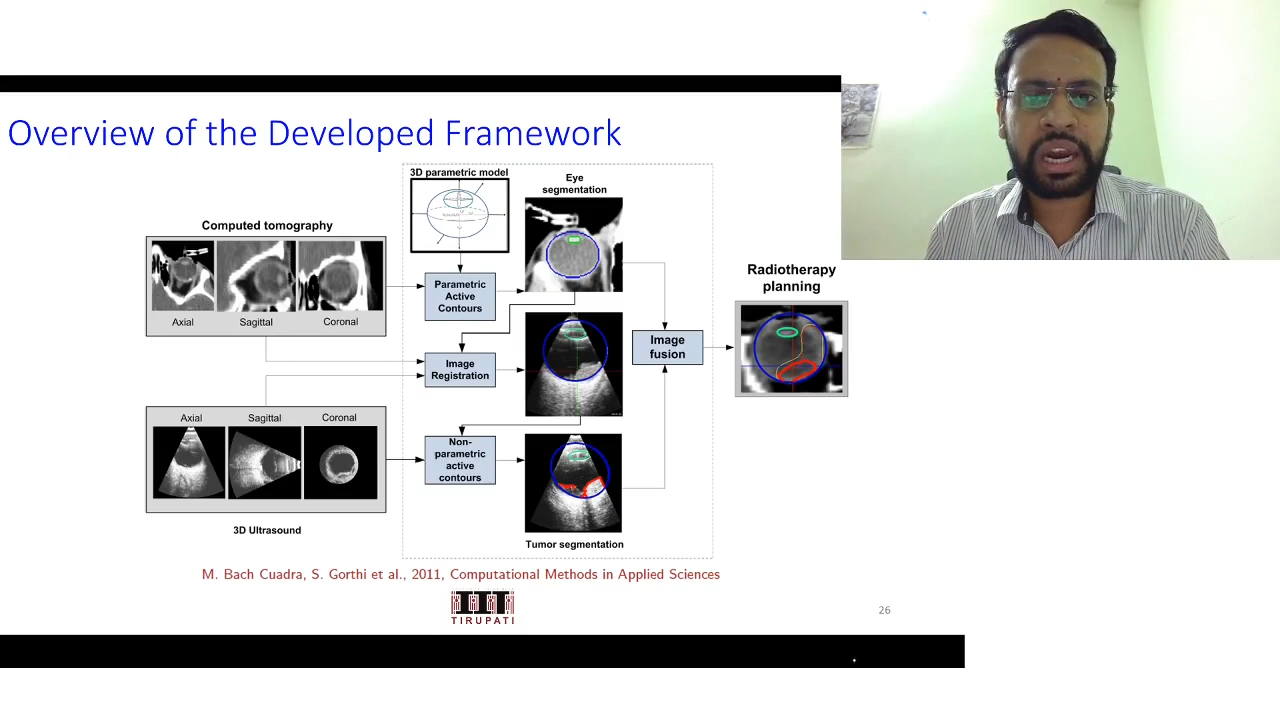 Overview of the Developed Framework
3D parametric model
Eye
segmentation
Computed tomography
Axial
Sagittal
Coronal
Parametric
Active
Contours
Radiotherapy
planning
Image
fusion
Image
Registration
Axial
Sagittal
Coronal
Non-
parametric
active
contours
3D Ultrasound
Tumor segmentation
M. Bach Cuadra, S. Gorthi et al., 2011, Computational Methods in Applied Sciences
TIRUPATI
26